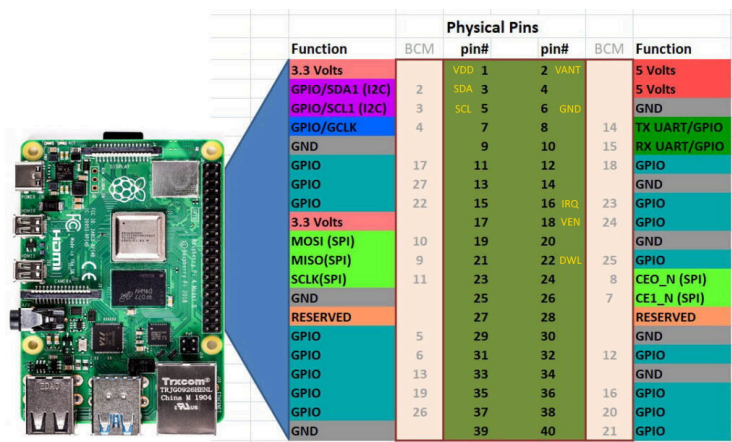 Physical Pins
Function BCM pin# pin# BCM Function
3.3 Volts VDD 1 2 VANT 5 Volts
GPIO/SDA1 (I2C) 2 SDA 3 4 5 Volts
GPIO/SCL1 (I2C) 3 SCL 5 6 GND GND
GPIO/GCLK 4 7 8 14 TX UART/GPIO
GND 9 10 15 RX UART/GPIO
GPIO 17 11 12 18 GPIO
GPIO 27 13 14 GND
GPIO 22 15 16 IRQ 23 GPIO
3.3 Volts 17 18 VEN 24 GPIO
MOSI (SPI) 10 19 20 GND
MISO(SPI) 9 21 22 DWL 25 GPIO
SCLK(SPI) 11 23 24 8 CEO_N (SPI)
GND 25 26 7 CE1_N (SPI)
RESERVED 27 28 RESERVED
GPIO 5 29 30 GND
GPIO 6 31 32 12 GPIO
GPIO 13 33 34 GND
GPIO 19 35 36 16 GPIO
GPIO 26 37 38 20 GPIO
GND 39 40 21 GPIO
DISPLAY
HDMI
FC CE
CAMERA
Trxcom®
TRJG0926HENL
China M 1904